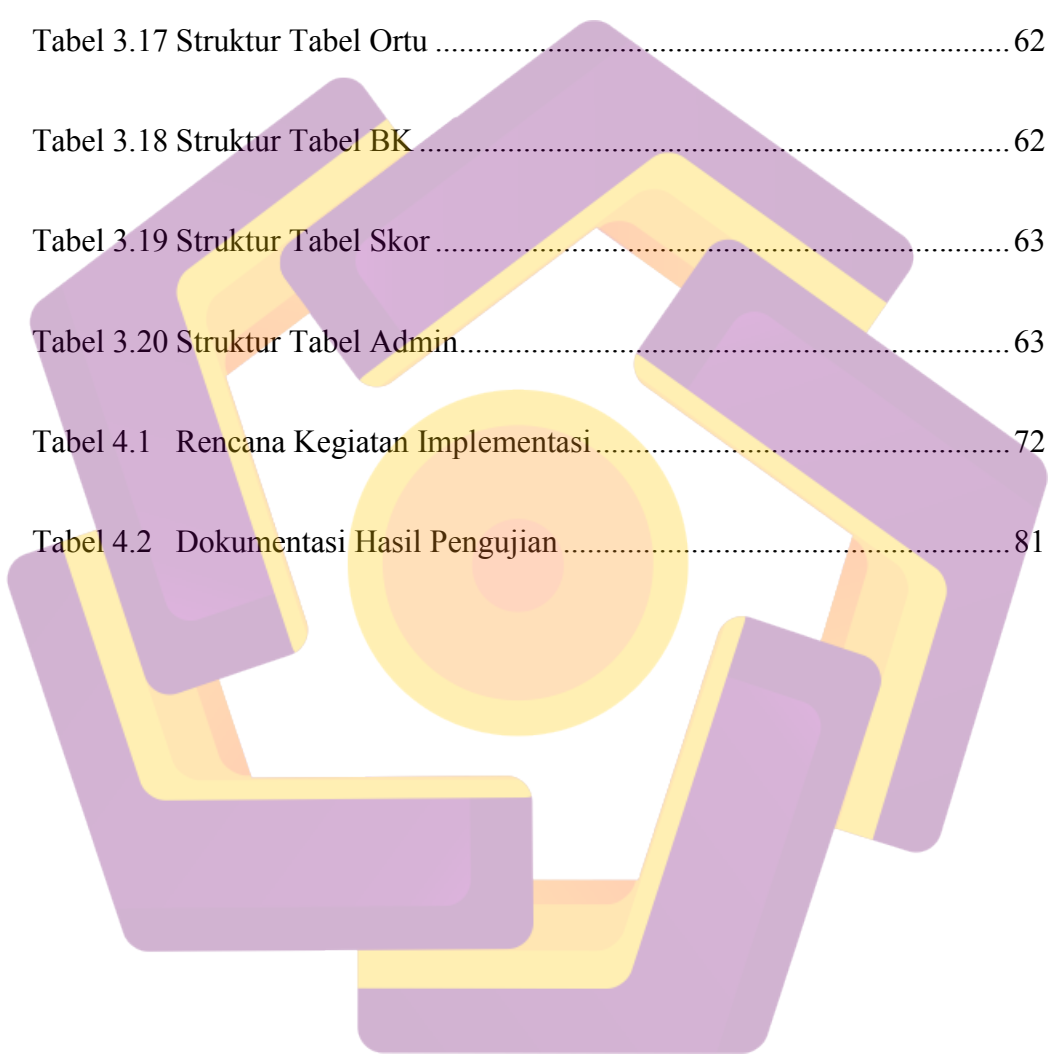 Tabel 3.17 Struktur Tabel Ortu ........................................................................ 62
Tabel 3.18 Struktur Tabel BK .......................................................................... 62
Tabel 3.19 Struktur Tabel Skor ........................................................................ 63
Tabel 3.20 Struktur Tabel Admin..................................................................... 63
Tabel 4.1 Rencana Kegiatan Implementasi .................................................... 72
Tabel 4.2 Dokumentasi Hasil Pengujian ........................................................ 81